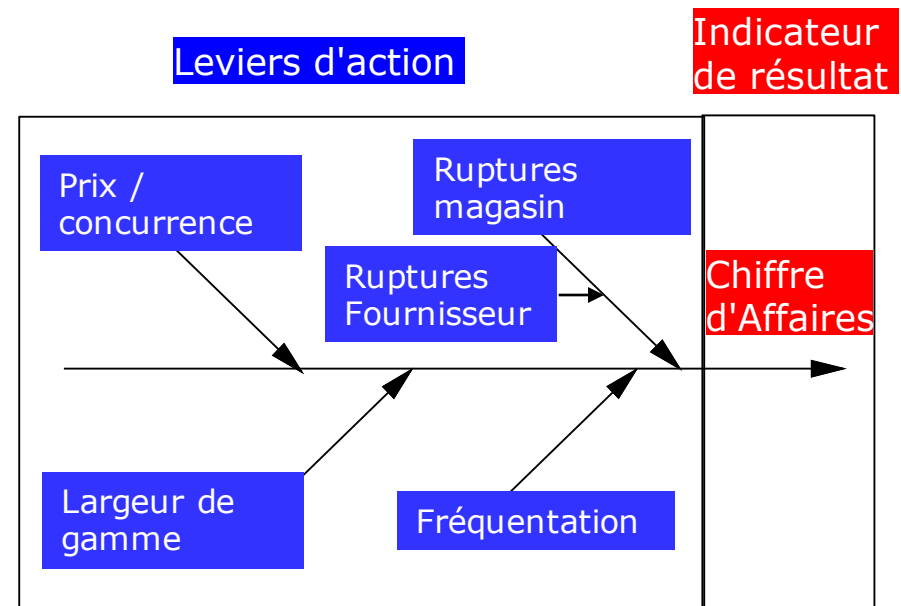 Leviers d'action
Indicateur
de résultat
Prix /
concurrence
Ruptures
magasin
Ruptures
Fournisseur
Chiffre
d'Affaires
Largeur de
gamme
Fréquentation